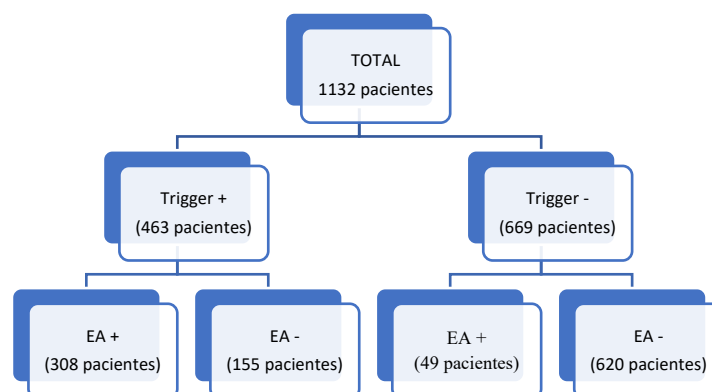 TOTAL
1132 pacientes
Trigger +
(463 pacientes)
Trigger -
(669 pacientes)
EA +
(308 pacientes)
EA -
(155 pacientes)
EA +
(49 pacientes)
EA -
(620 pacientes)